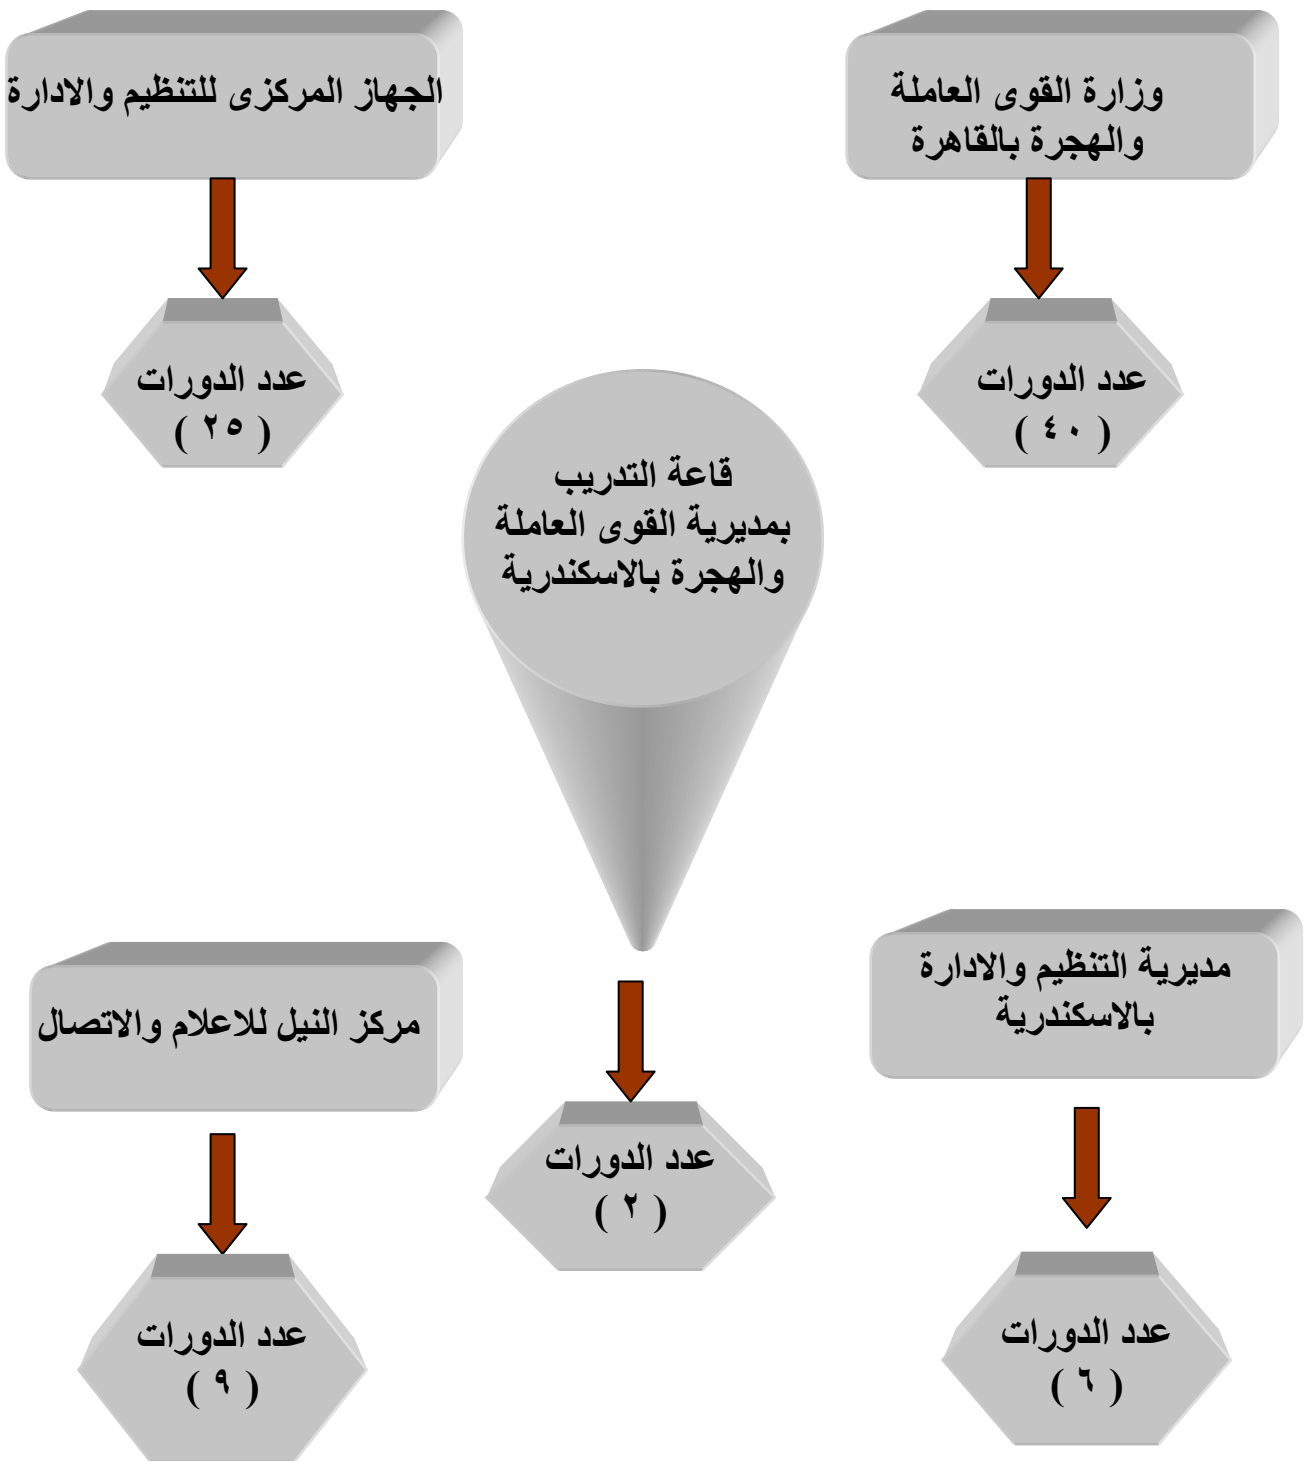 وزارة القوى العاملة
والهجرة بالقاهرة
عدد الدورات
( ٤٠ )
الجهاز المركزى للتنظيم والادارة
عدد الدورات
( ٢٥ )
قاعة التدريب
بمديرية القوى العاملة
والهجرة بالاسكندرية
عدد الدورات
( ٢ )
مديرية التنظيم والادارة
بالاسكندرية
عدد الدورات
( ٦ )
مركز النيل للاعلام والاتصال
عدد الدورات
( ٩ )